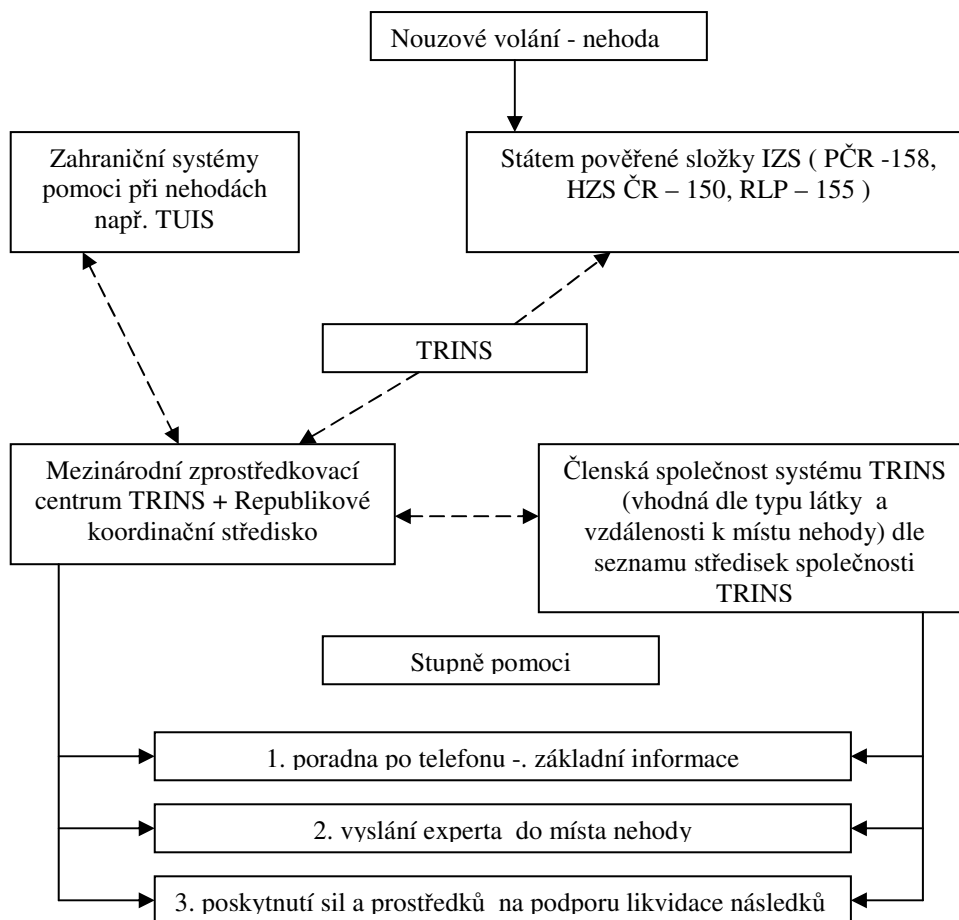 Nouzové volání - nehoda
Zahraniční systémy
pomoci při nehodách
např. TUIS
Státem pověřené složky IZS ( PČR -158,
HZS ČR – 150, RLP – 155 )
TRINS
Mezinárodní zprostředkovací
centrum TRINS + Republikové
koordinační středisko
Členská společnost systému TRINS
(vhodná dle typu látky a
vzdálenosti k místu nehody) dle
seznamu středisek společnosti
TRINS
Stupně pomoci
1. poradna po telefonu -. základní informace
2. vyslání experta do místa nehody
3. poskytnutí sil a prostředků na podporu likvidace následků